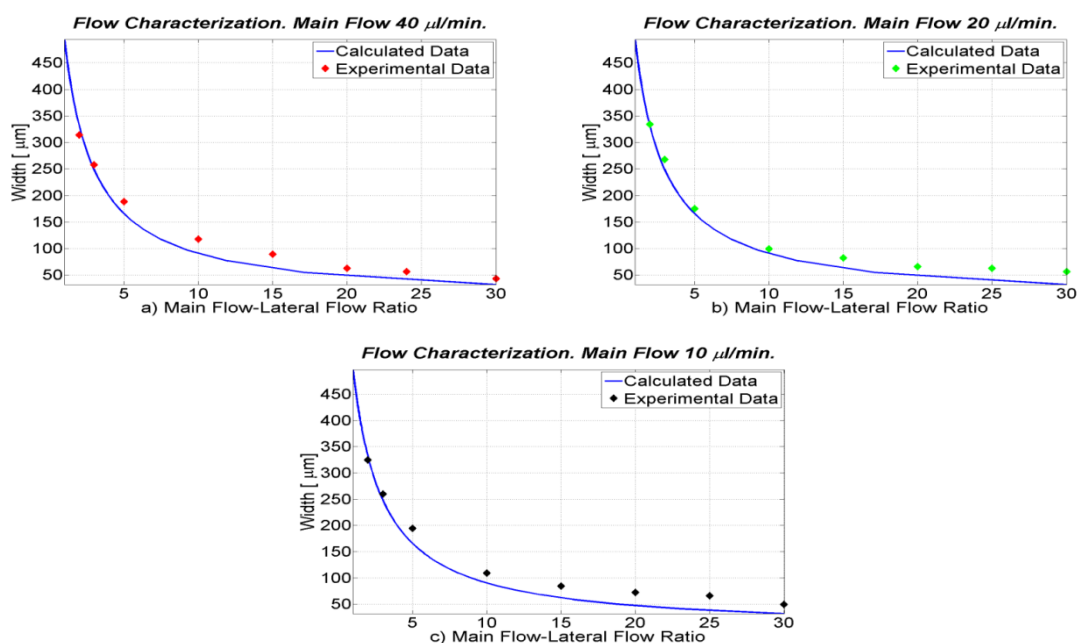 Flow Characterization. Main Flow 40 μl/min.
Calculated Data
Experimental Data
Width [ μm]
450
400
350
300
250
200
150
100
50
5 10 15 20 25 30
a) Main Flow-Lateral Flow Ratio
Flow Characterization. Main Flow 20 μl/min.
Calculated Data
Experimental Data
Width [ μm]
450
400
350
300
250
200
150
100
50
5 10 15 20 25 30
b) Main Flow-Lateral Flow Ratio
Flow Characterization. Main Flow 10 μl/min.
Calculated Data
Experimental Data
Width [ μm]
450
400
350
300
250
200
150
100
50
5 10 15 20 25 30
c) Main Flow-Lateral Flow Ratio